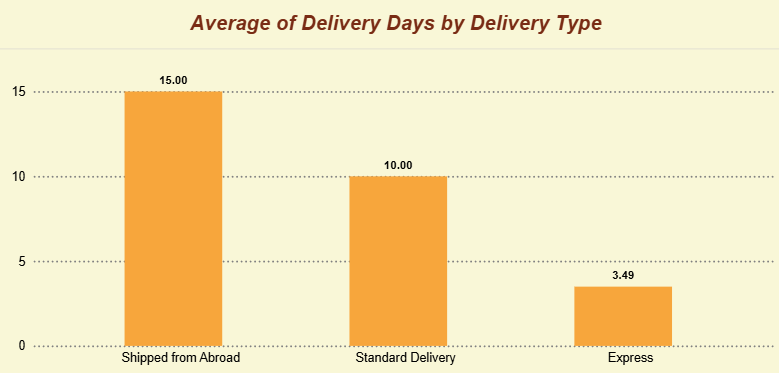 Average of Delivery Days by Delivery Type
15.00
15
10.00
10
5
3.49
0
Shipped from Abroad
Standard Delivery
Express